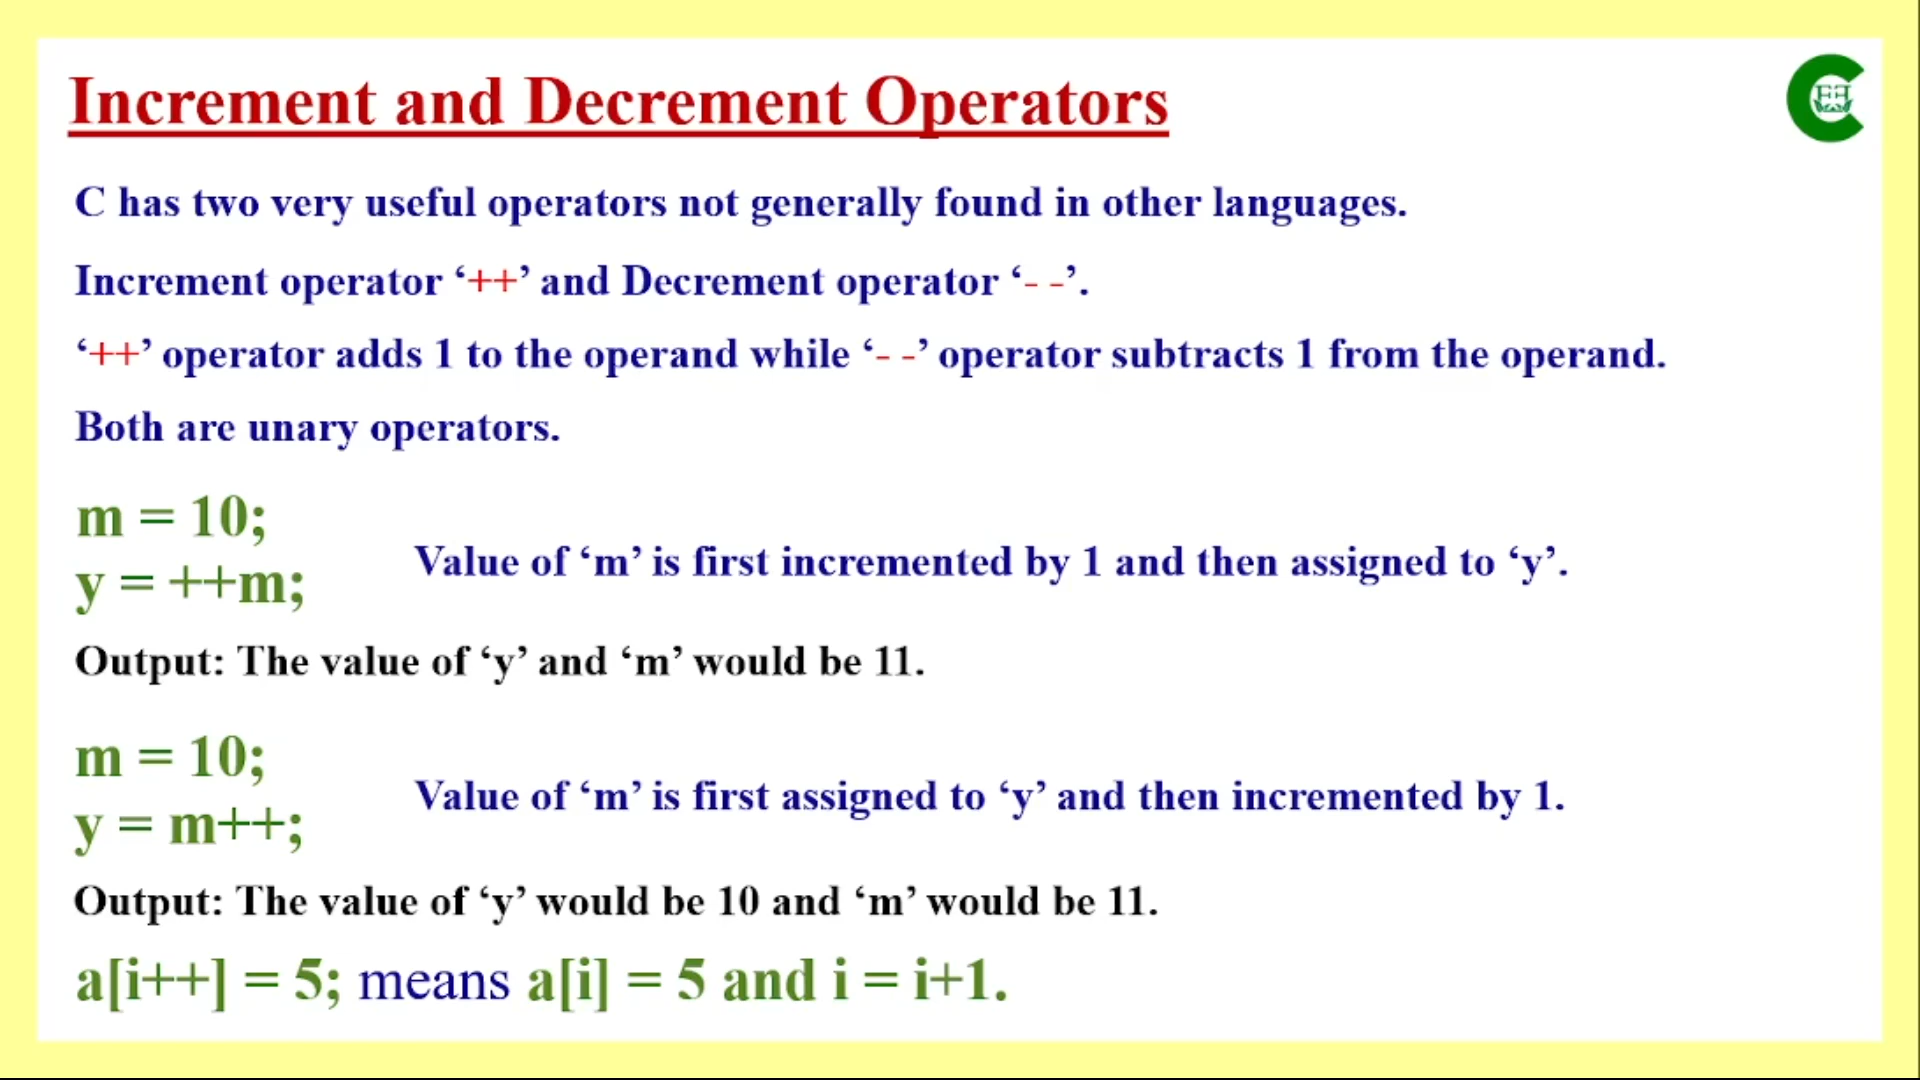 Increment and Decrement Operators
C has two very useful operators not generally found in other languages.
Increment operator ‘++’ and Decrement operator ‘- -’.
‘++’ operator adds 1 to the operand while ‘- -’ operator subtracts 1 from the operand.
Both are unary operators.
m = 10;
y = ++m;
Value of ‘m’ is first incremented by 1 and then assigned to ‘y’.
Output: The value of ‘y’ and ‘m’ would be 11.
m = 10;
y = m++;
Value of ‘m’ is first assigned to ‘y’ and then incremented by 1.
Output: The value of ‘y’ would be 10 and ‘m’ would be 11.
a[i++] = 5; means a[i] = 5 and i = i+1.